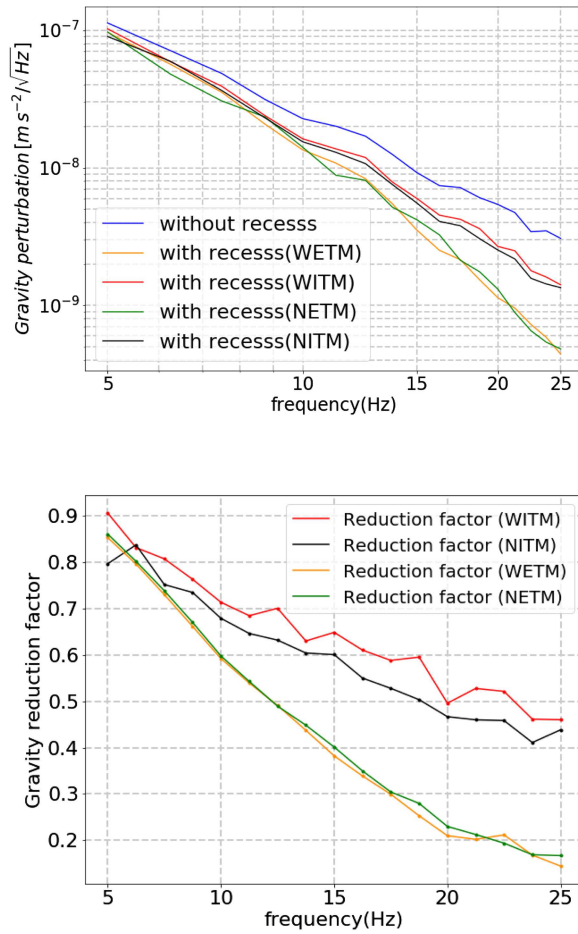 Gravity perturbation [m s⁻²/√Hz]
10⁻⁷
10⁻⁸
10⁻⁹
without recesss
with recesss(WETM)
with recesss(WITM)
with recesss(NETM)
with recesss(NITM)
5 10 15 20 25
frequency(Hz)
Gravity reduction factor
0.9
0.8
0.7
0.6
0.5
0.4
0.3
0.2
Reduction factor (WITM)
Reduction factor (NITM)
Reduction factor (WETM)
Reduction factor (NETM)
5 10 15 20 25
frequency(Hz)